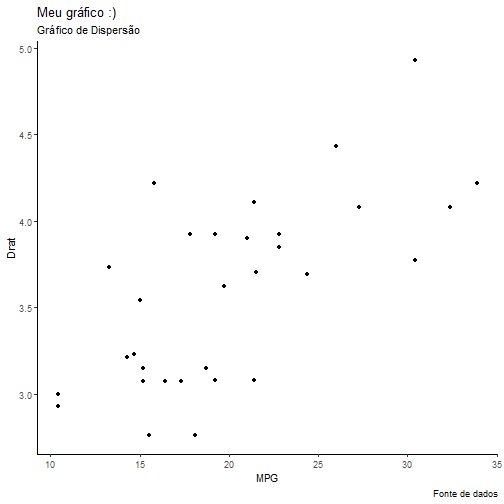 Meu gráfico :)
Gráfico de Dispersão
5.0
4.5
4.0
3.5
3.0
Drat
10 15 20 25 30 35
MPG
Fonte de dados